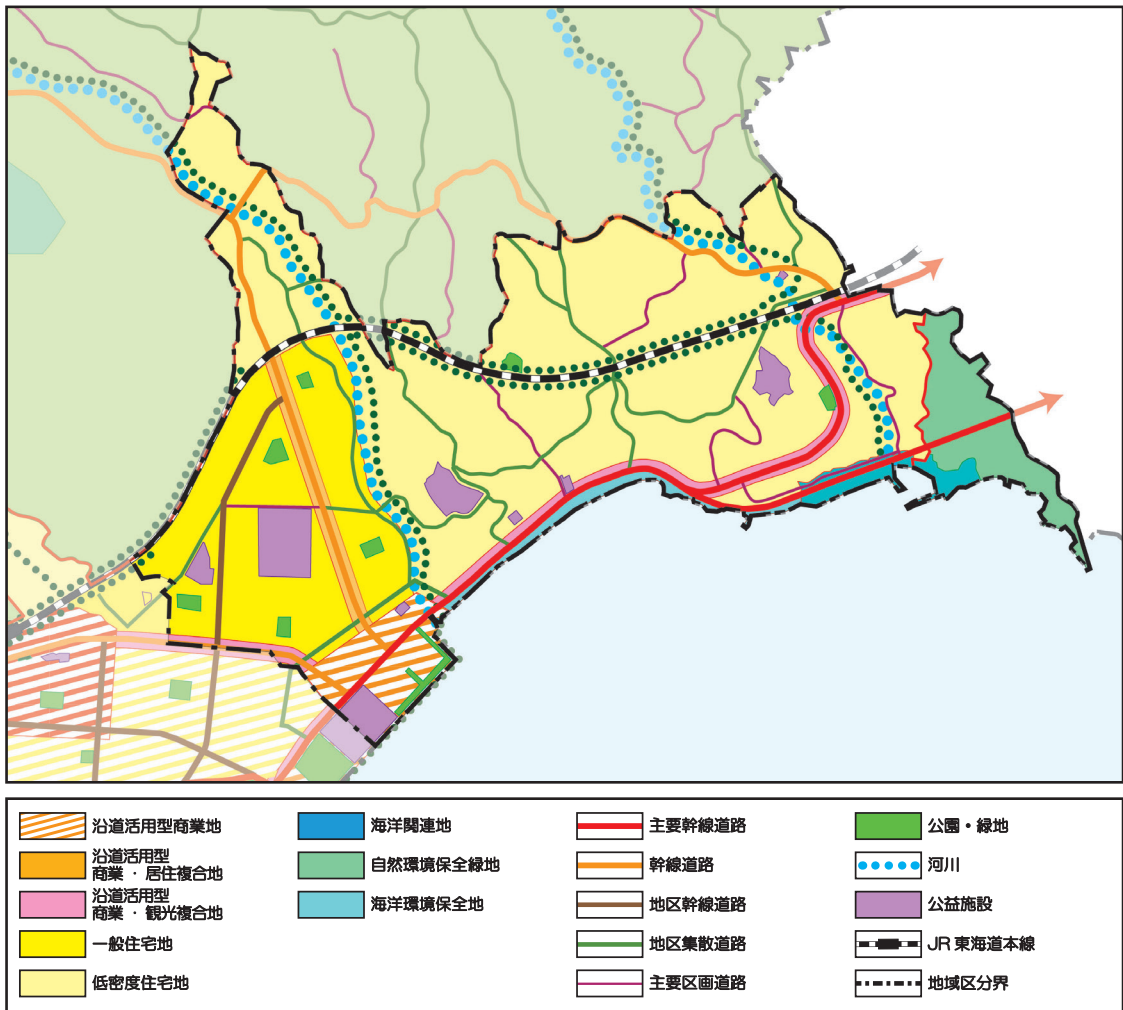 沿道活用型商業地
沿道活用型
商業・居住複合地
沿道活用型
商業・観光複合地
一般住宅地
低密度住宅地
海洋関連地
自然環境保全緑地
海洋環境保全地
主要幹線道路
幹線道路
地区幹線道路
地区集散道路
主要区画道路
公園・緑地
河川
公益施設
JR東海道本線
地域区分界